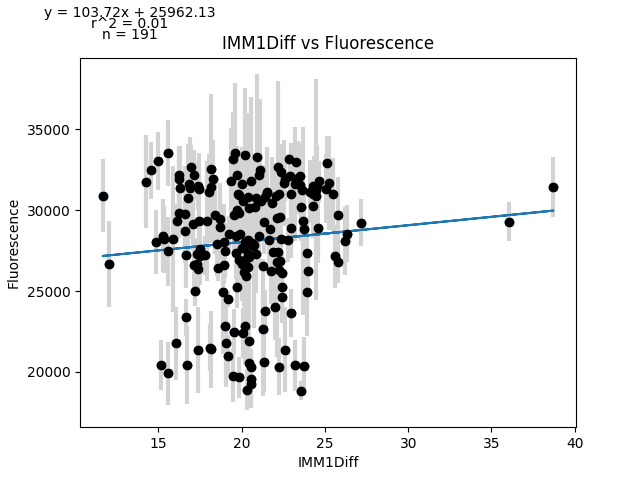 y = 103.72x + 25962.13
r^2 = 0.01
n = 191
IMM1Diff vs Fluorescence
Fluorescence
35000
30000
25000
20000
15
20
25
30
35
40
IMM1Diff